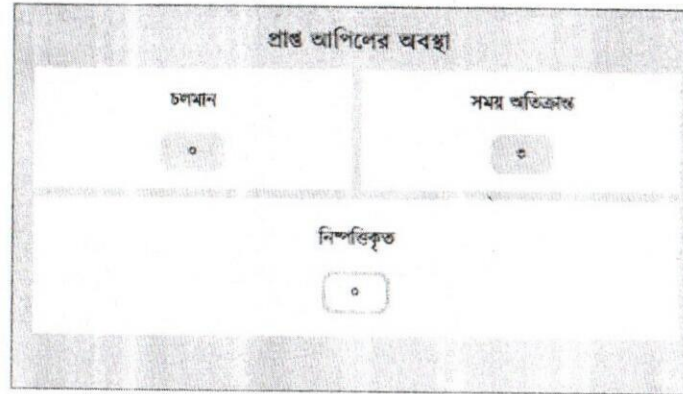 প্রাপ্ত আপিলের অবস্থা
চলমান
সময় অতিক্রান্ত
০
৩
নিষ্পত্তিকৃত
০